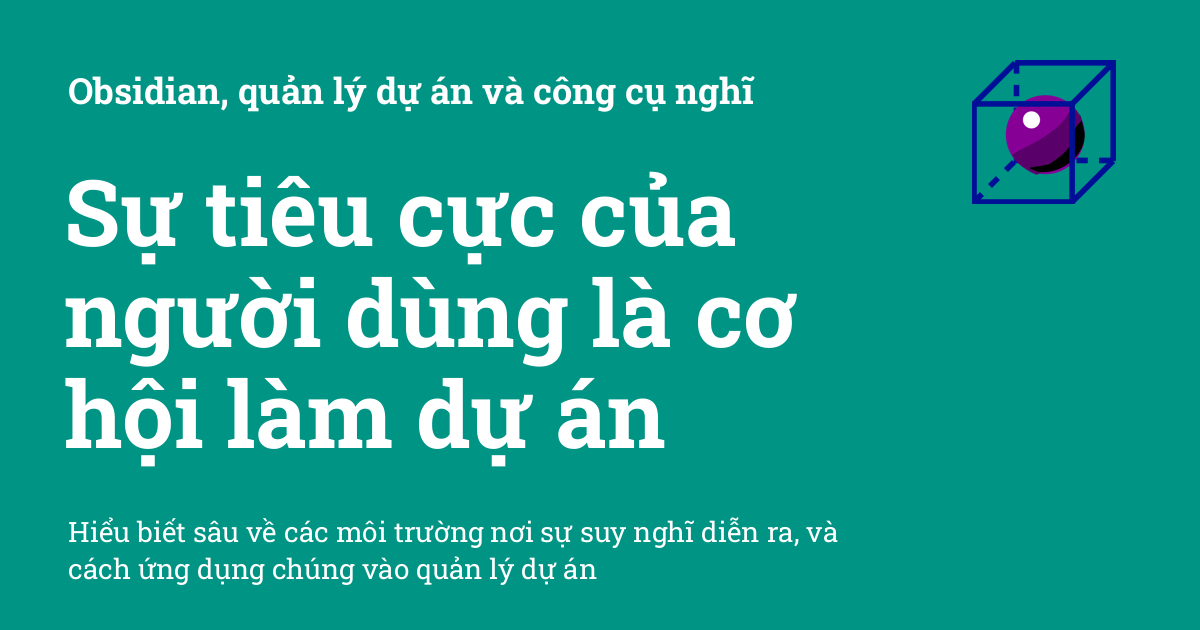 Obsidian, quản lý dự án và công cụ nghĩ
Sự tiêu cực của
người dùng là cơ
hội làm dự án
Hiểu biết sâu về các môi trường nơi sự suy nghĩ diễn ra, và
cách ứng dụng chúng vào quản lý dự án